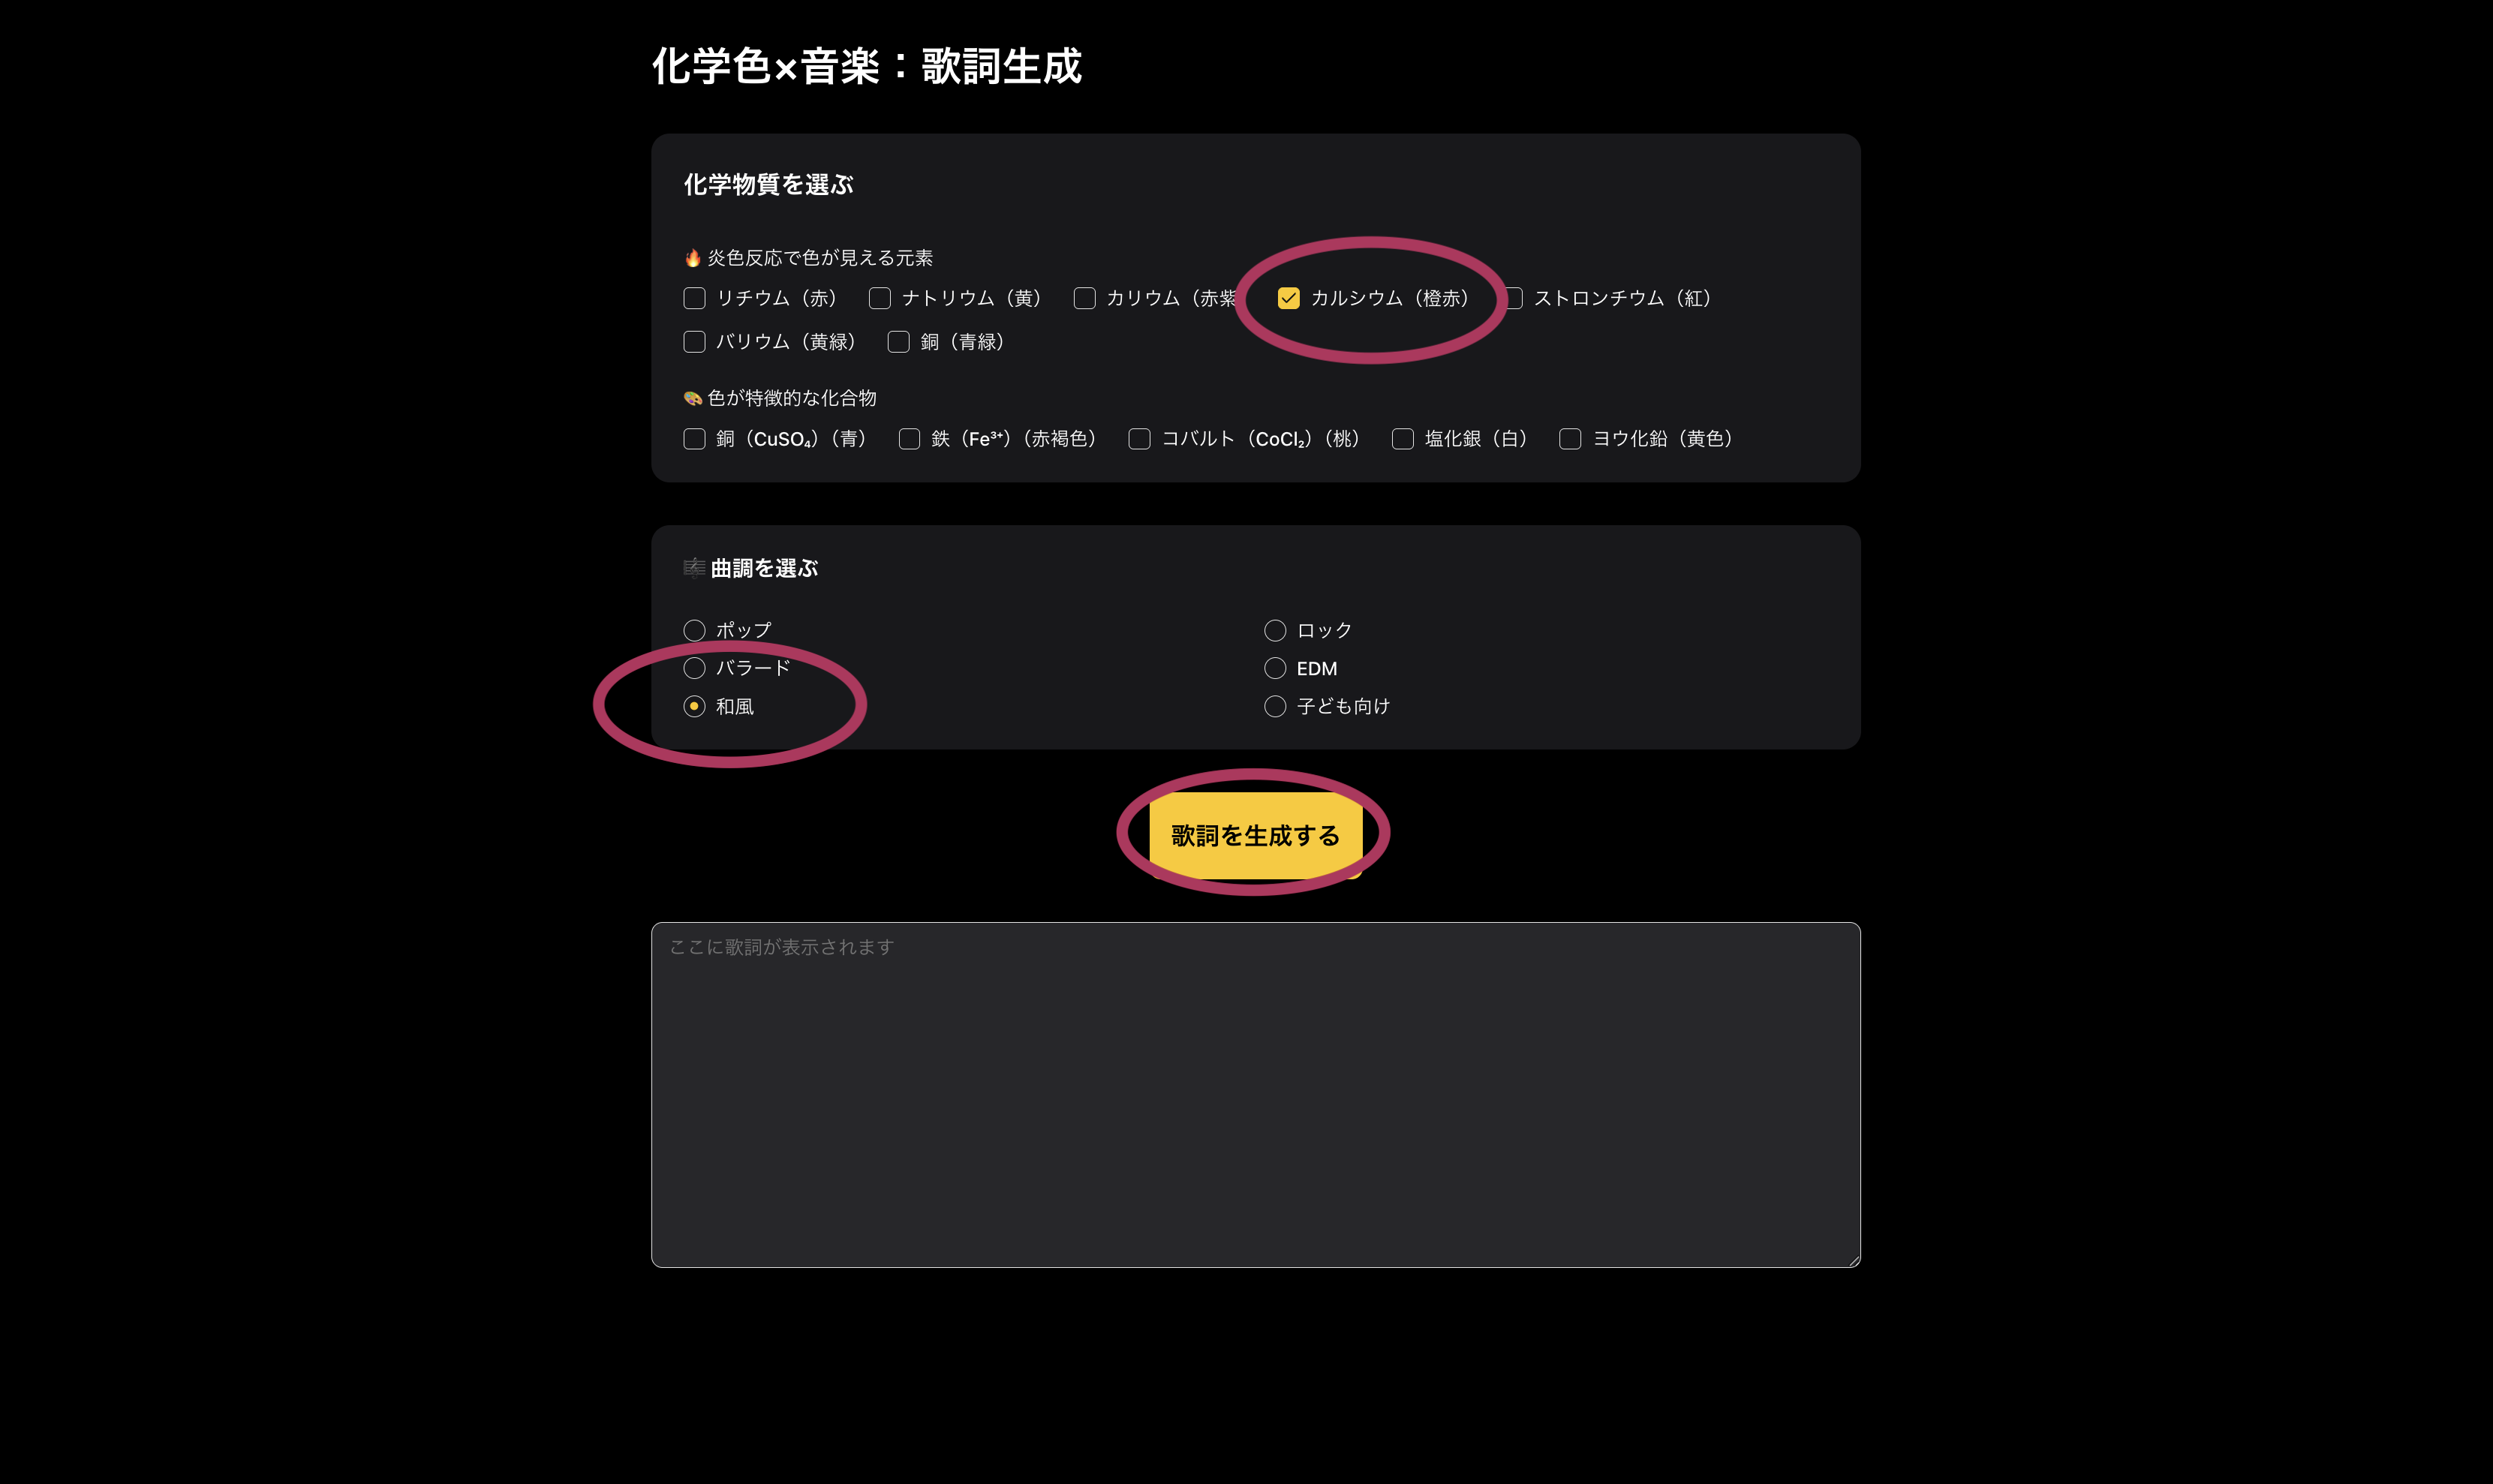 化学色×音楽：歌詞生成
化学物質を選ぶ
🔥 炎色反応で色が見える元素
リチウム（赤） ナトリウム（黄） カリウム（赤紫 カルシウム（橙赤） ストロンチウム（紅）
バリウム（黄緑） 銅（青緑）
🎨 色が特徴的な化合物
銅（CuSO₄）（青） 鉄（Fe³⁺）（赤褐色） コバルト（CoCl₂）（桃） 塩化銀（白） ヨウ化鉛（黄色）
🎼 曲調を選ぶ
ポップ ロック
バラード EDM
和風 子ども向け
歌詞を生成する
ここに歌詞が表示されます